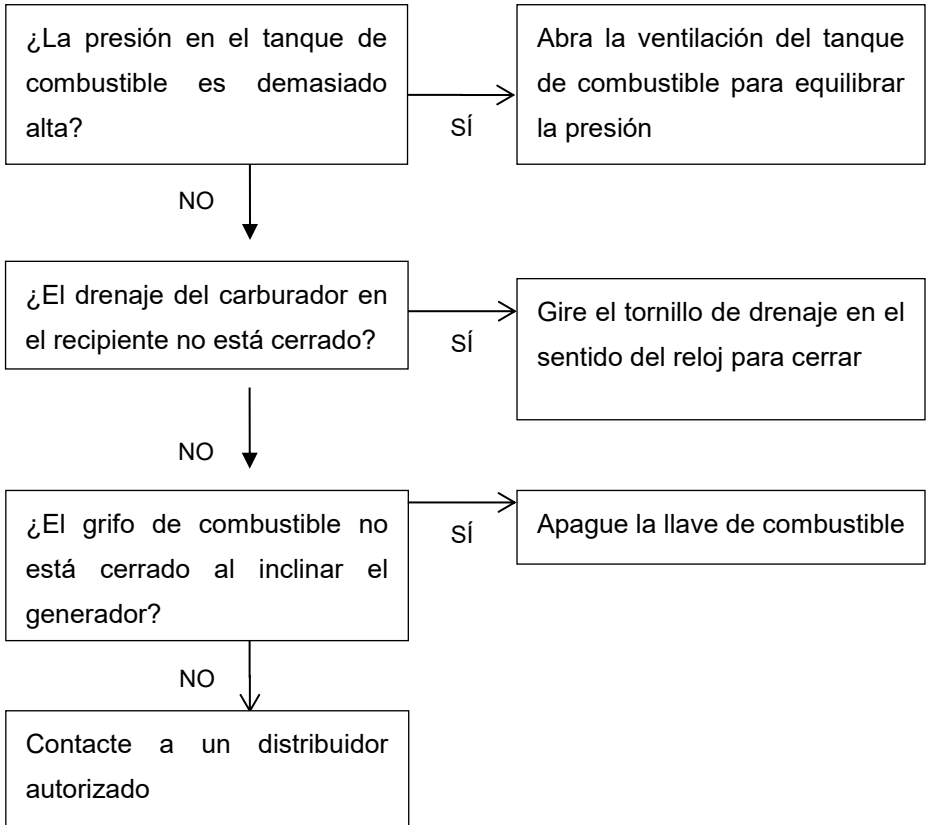 ¿La presión en el tanque de
combustible es demasiado
alta?
SÍ
Abra la ventilación del tanque
de combustible para equilibrar
la presión
NO
¿El drenaje del carburador en
el recipiente no está cerrado?
SÍ
Gire el tornillo de drenaje en el
sentido del reloj para cerrar
NO
¿El grifo de combustible no
está cerrado al inclinar el
generador?
SÍ
Apague la llave de combustible
NO
Contacte a un distribuidor
autorizado